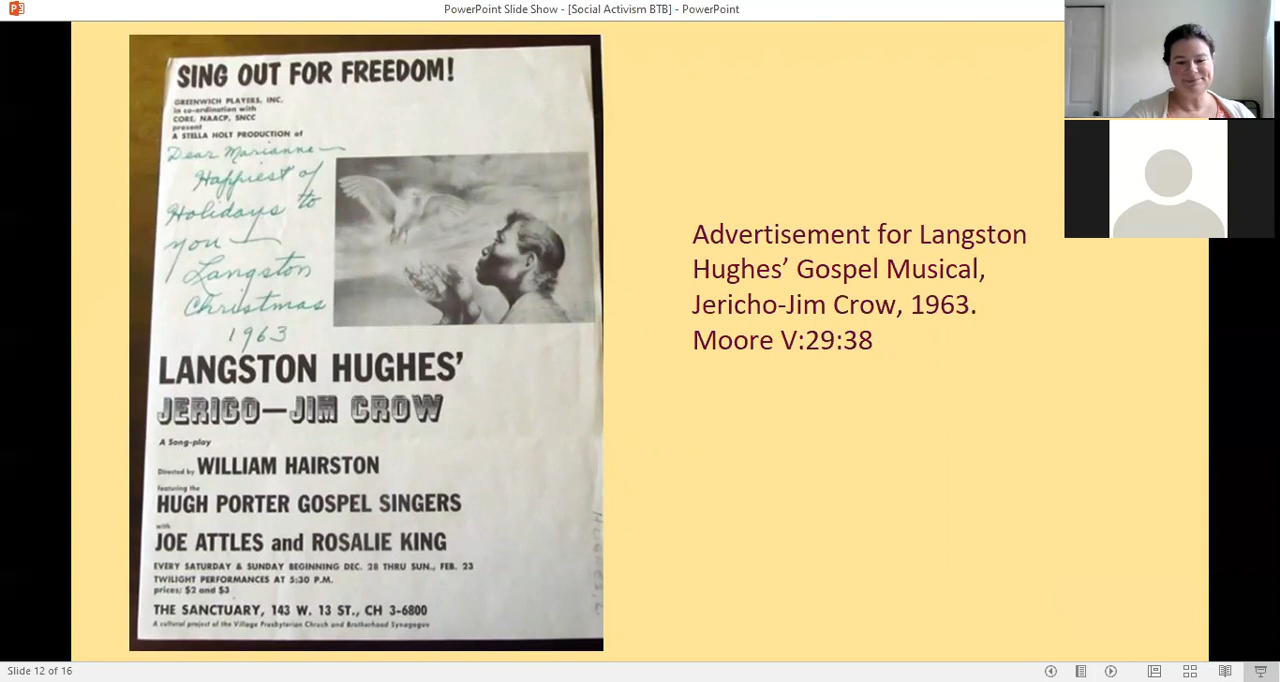 PowerPoint Slide Show - [Social Activism BTB] - PowerPoint
SING OUT FOR FREEDOM!
GREENWICH PLAYERS, INC.
in co-ordination with
CORE, NAACP, SNCC
present
A STELLA HOLT PRODUCTION of
Dear Marianne—
Happiest of
Holidays to
you —
Langston
Christmas
1963
LANGSTON HUGHES'
JERICO—JIM CROW
A Song-play
Directed by WILLIAM HAIRSTON
featuring the
HUGH PORTER GOSPEL SINGERS
with
JOE ATTLES and ROSALIE KING
EVERY SATURDAY & SUNDAY BEGINNING DEC. 28 THRU SUN., FEB. 23
TWILIGHT PERFORMANCES AT 5:30 P.M.
prices: $2 and $3
THE SANCTUARY, 143 W. 13 ST., CH 3-6800
A cultural project of the Village Presbyterian Church and Brotherhood Synagogue
Advertisement for Langston
Hughes’ Gospel Musical,
Jericho-Jim Crow, 1963.
Moore V:29:38
Slide 12 of 16